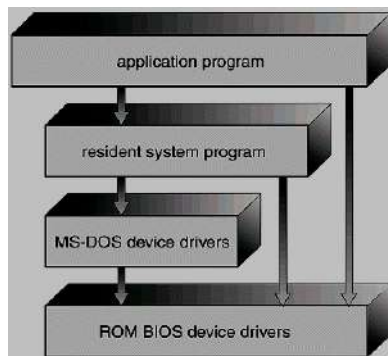 application program
resident system program
MS-DOS device drivers
ROM BIOS device drivers